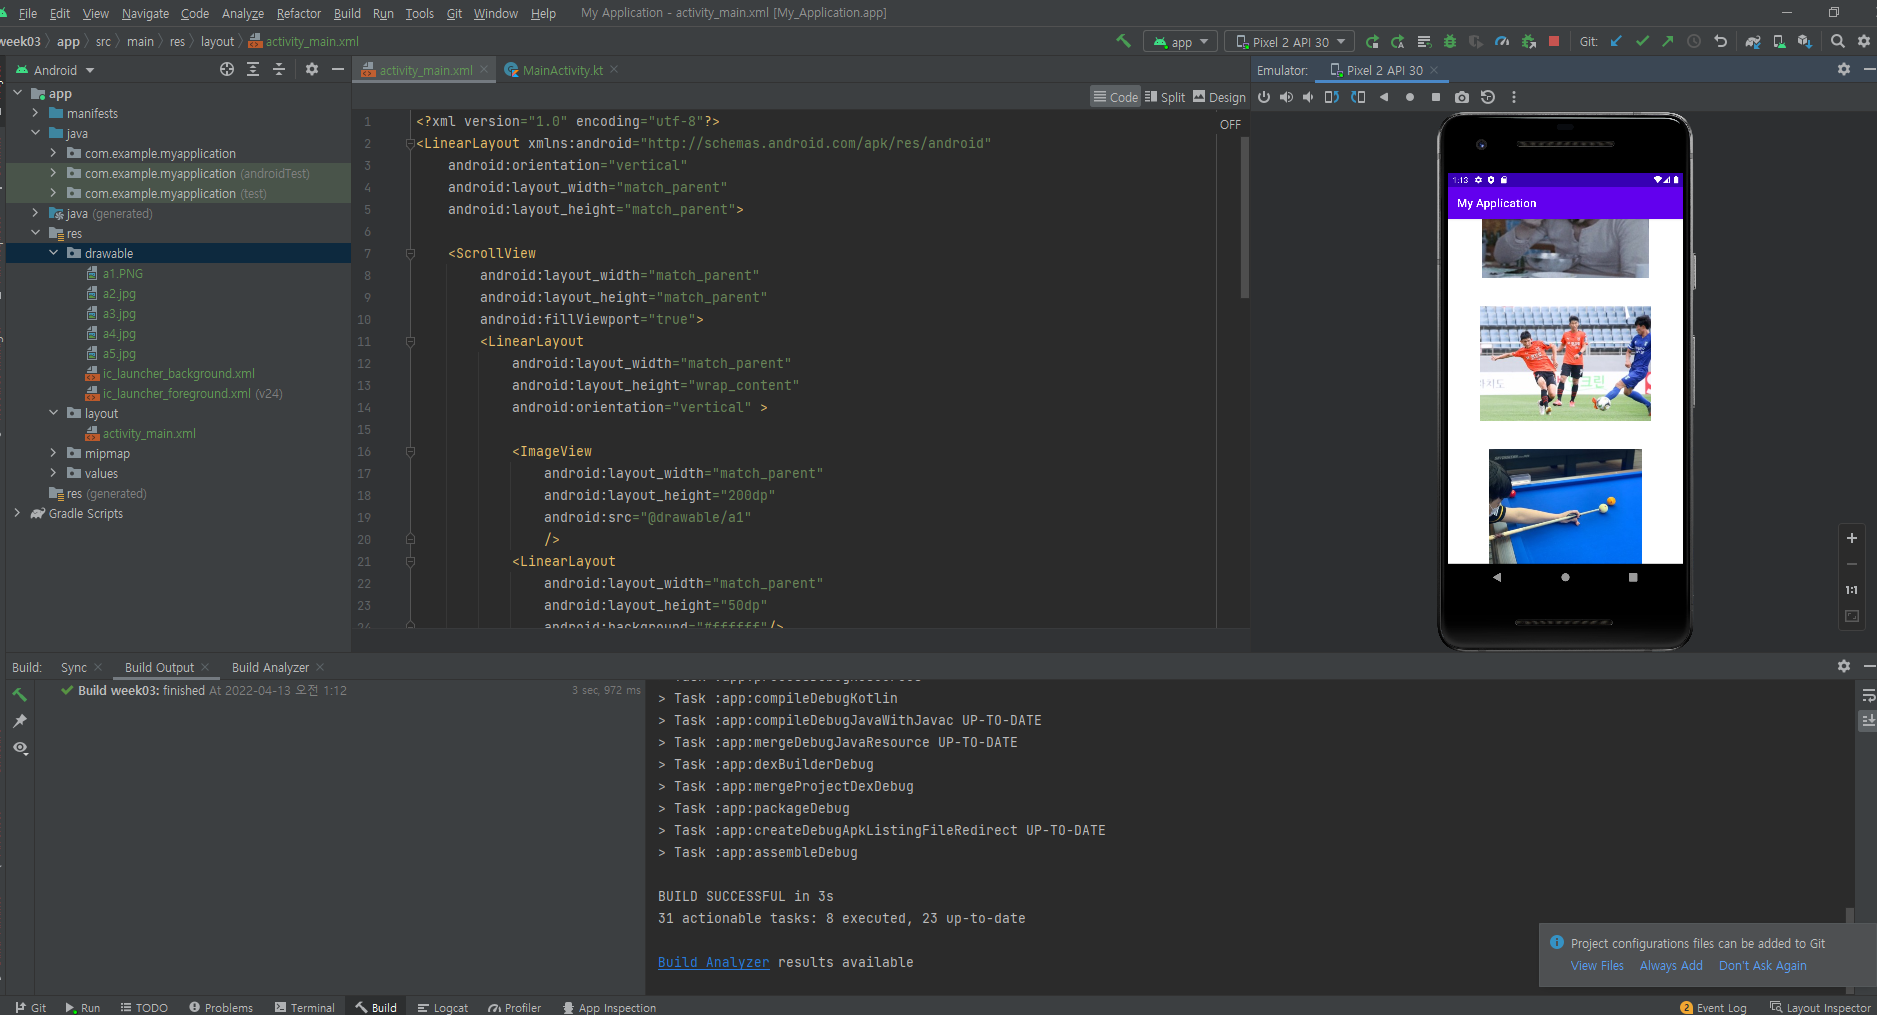 File Edit View Navigate Code Analyze Refactor Build Run Tools Git Window Help My Application - activity_main.xml [My_Application.app]
week03 app src main res layout activity_main.xml
app Pixel 2 API 30 Git:
Android
activity_main.xml MainActivity.kt
Emulator: Pixel 2 API 30
Code Split Design
OFF
app
manifests
java
com.example.myapplication
com.example.myapplication (androidTest)
com.example.myapplication (test)
java (generated)
res
drawable
a1.PNG
a2.jpg
a3.jpg
a4.jpg
a5.jpg
ic_launcher_background.xml
ic_launcher_foreground.xml (v24)
layout
activity_main.xml
mipmap
values
res (generated)
Gradle Scripts
1 <?xml version="1.0" encoding="utf-8"?>
2 <LinearLayout xmlns:android="http://schemas.android.com/apk/res/android"
3 android:orientation="vertical"
4 android:layout_width="match_parent"
5 android:layout_height="match_parent">
6
7 <ScrollView
8 android:layout_width="match_parent"
9 android:layout_height="match_parent"
10 android:fillViewport="true">
11 <LinearLayout
12 android:layout_width="match_parent"
13 android:layout_height="wrap_content"
14 android:orientation="vertical" >
15
16 <ImageView
17 android:layout_width="match_parent"
18 android:layout_height="200dp"
19 android:src="@drawable/a1"
20 />
21 <LinearLayout
22 android:layout_width="match_parent"
23 android:layout_height="50dp"
24 android:background="#ffffff"/>
1:13
My Application
1:1
Build: Sync Build Output Build Analyzer
Build week03: finished At 2022-04-13 오전 1:12 3 sec, 972 ms
> Task :app:compileDebugKotlin
> Task :app:compileDebugJavaWithJavac UP-TO-DATE
> Task :app:mergeDebugJavaResource UP-TO-DATE
> Task :app:dexBuilderDebug
> Task :app:mergeProjectDexDebug
> Task :app:packageDebug
> Task :app:createDebugApkListingFileRedirect UP-TO-DATE
> Task :app:assembleDebug
BUILD SUCCESSFUL in 3s
31 actionable tasks: 8 executed, 23 up-to-date
Build Analyzer results available
Project configurations files can be added to Git
View Files Always Add Don't Ask Again
Git Run TODO Problems Terminal Build Logcat Profiler App Inspection 2 Event Log Layout Inspector